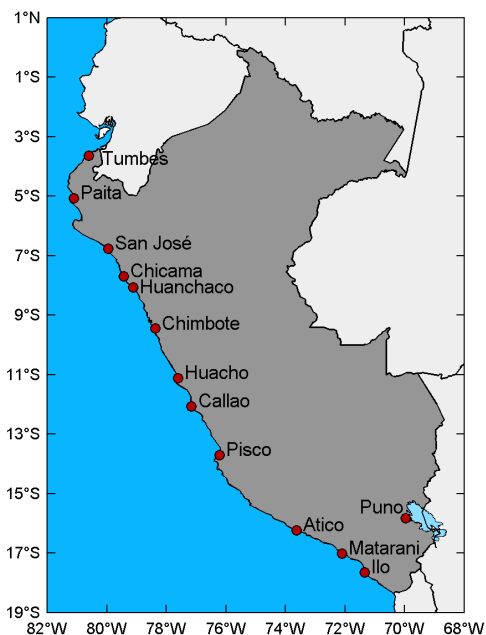 1°N
1°S
3°S
Tumbes
5°S
Paita
San José
7°S
Chicama
Huanchaco
9°S
Chimbote
11°S
Huacho
Callao
13°S
Pisco
15°S
Puno
Atico
17°S
Matarani
Ilo
19°S
82°W 80°W 78°W 76°W 74°W 72°W 70°W 68°W